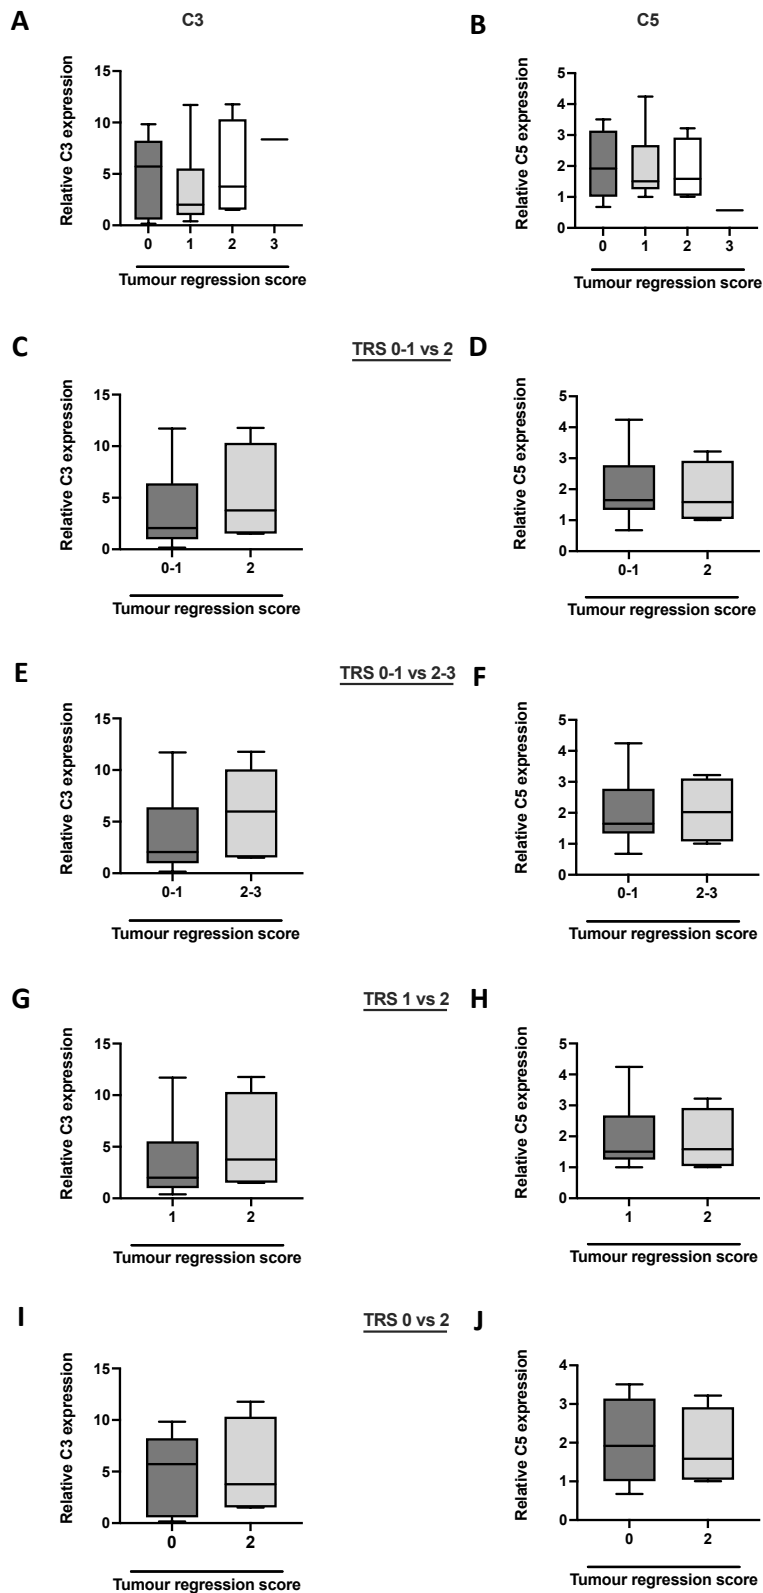 A
C3
B
C5
Relative C3 expression
15
10
5
0
0 1 2 3
Tumour regression score
Relative C5 expression
5
4
3
2
1
0
0 1 2 3
Tumour regression score
C
TRS 0-1 vs 2
D
Relative C3 expression
15
10
5
0
0-1 2
Tumour regression score
Relative C5 expression
5
4
3
2
1
0
0-1 2
Tumour regression score
E
TRS 0-1 vs 2-3
F
Relative C3 expression
15
10
5
0
0-1 2-3
Tumour regression score
Relative C5 expression
5
4
3
2
1
0
0-1 2-3
Tumour regression score
G
TRS 1 vs 2
H
Relative C3 expression
15
10
5
0
1 2
Tumour regression score
Relative C5 expression
5
4
3
2
1
0
1 2
Tumour regression score
I
TRS 0 vs 2
J
Relative C3 expression
15
10
5
0
0 2
Tumour regression score
Relative C5 expression
4
3
2
1
0
0 2
Tumour regression score